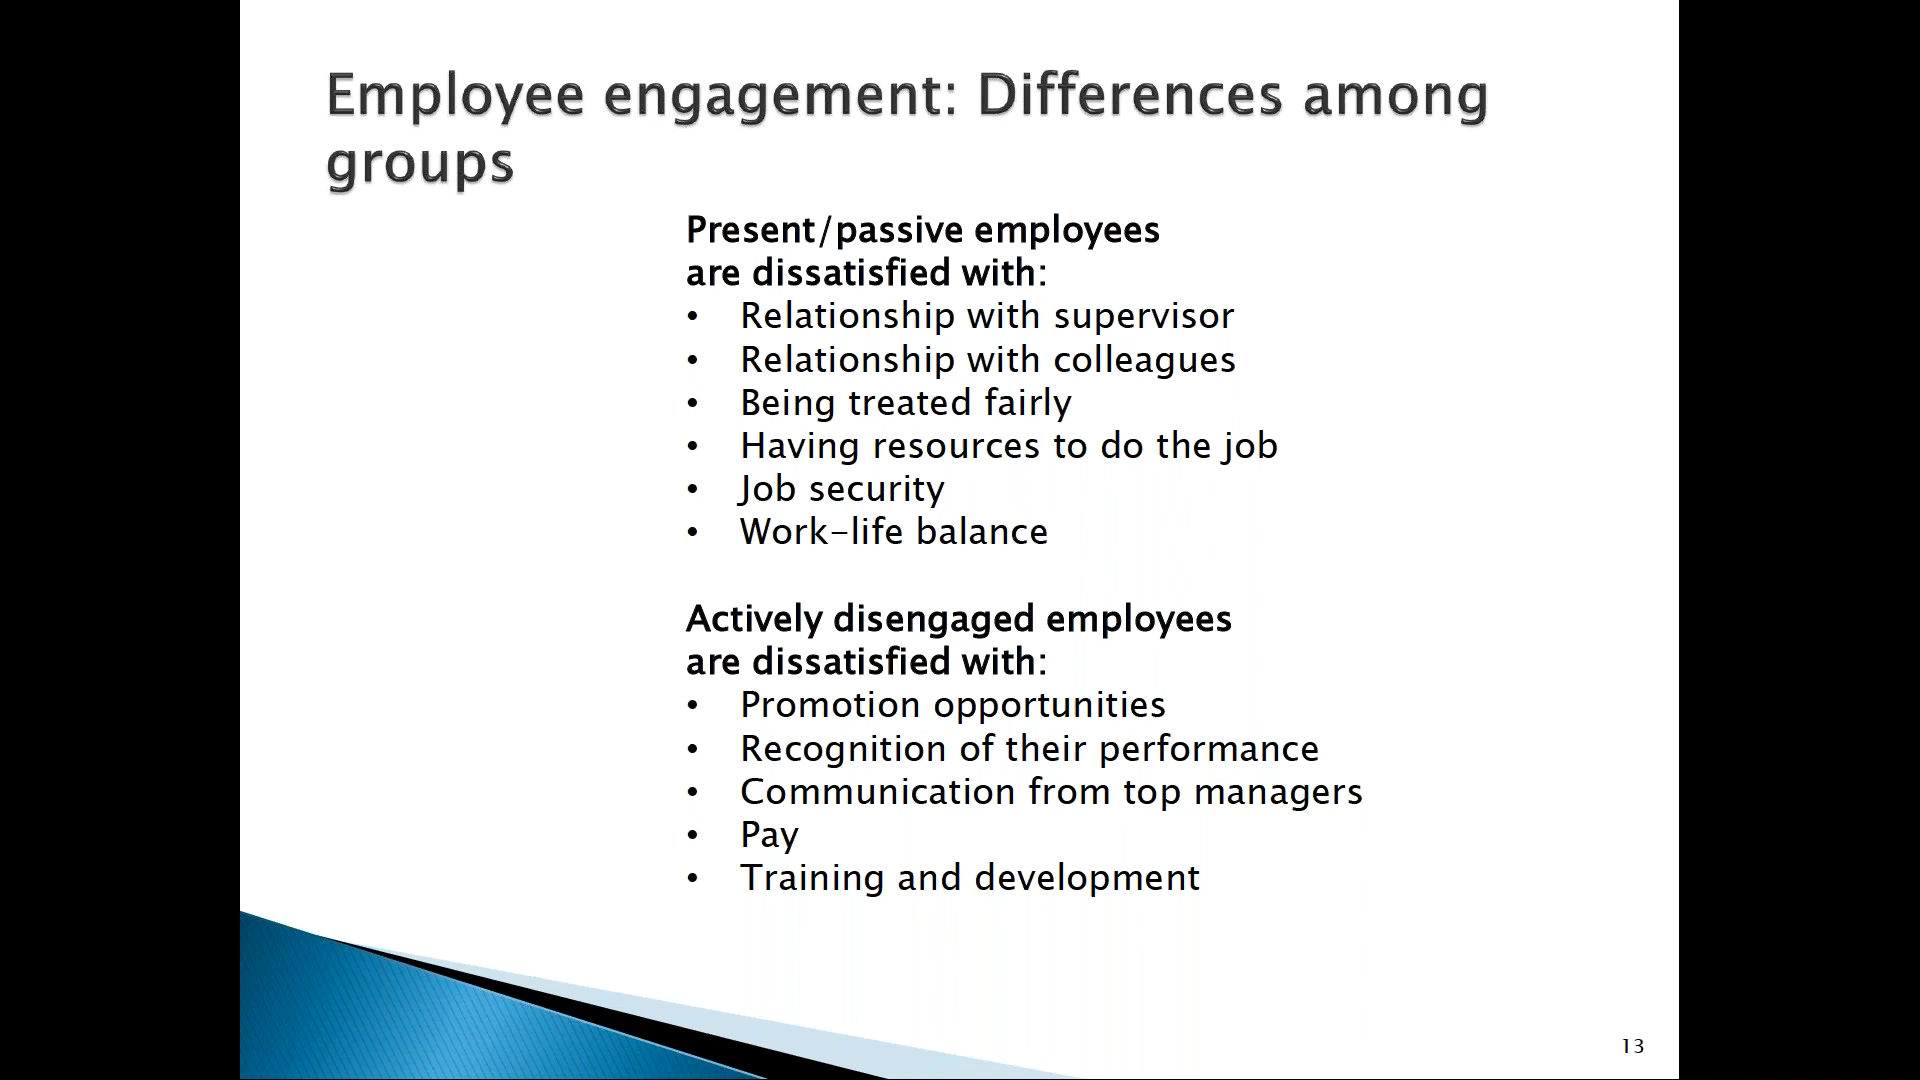 Employee engagement: Differences among
groups
Present/passive employees
are dissatisfied with:
• Relationship with supervisor
• Relationship with colleagues
• Being treated fairly
• Having resources to do the job
• Job security
• Work-life balance
Actively disengaged employees
are dissatisfied with:
• Promotion opportunities
• Recognition of their performance
• Communication from top managers
• Pay
• Training and development
13